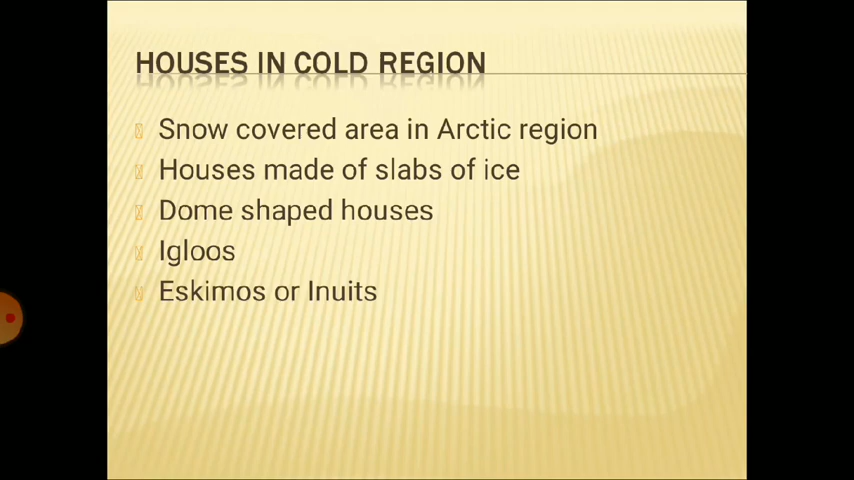 HOUSES IN COLD REGION
Snow covered area in Arctic region
Houses made of slabs of ice
Dome shaped houses
Igloos
Eskimos or Inuits